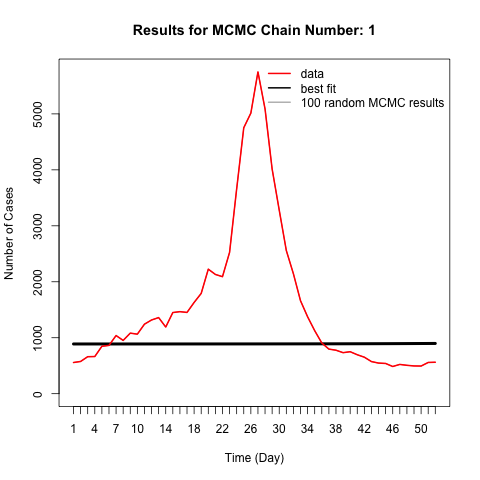 Results for MCMC Chain Number: 1
data
best fit
100 random MCMC results
Number of Cases
5000
4000
3000
2000
1000
0
1 4 7 10 14 18 22 26 30 34 38 42 46 50
Time (Day)